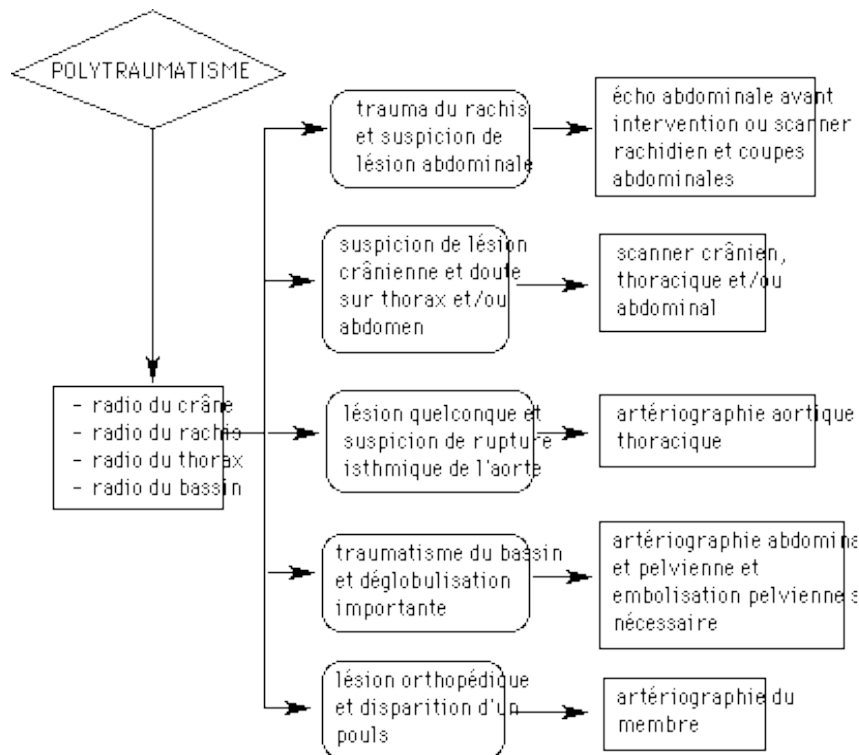 POLYTRAUMATISME
trauma du rachis
et suspicion de
lésion abdominale
écho abdominale avant
intervention ou scanner
rachidien et coupes
abdominales
suspicion de lésion
crânienne et doute
sur thorax et/ou
abdomen
scanner crânien,
thoracique et/ou
abdominal
- radio du crâne
- radio du rachis
- radio du thorax
- radio du bassin
lésion quelconque et
suspicion de rupture
isthmique de l'aorte
artériographie aortique
thoracique
traumatisme du bassin
et déglobulisation
importante
artériographie abdomina
et pelvienne et
embolisation pelvienne s
nécessaire
lésion orthopédique
et disparition d'un
pouls
artériographie du
membre